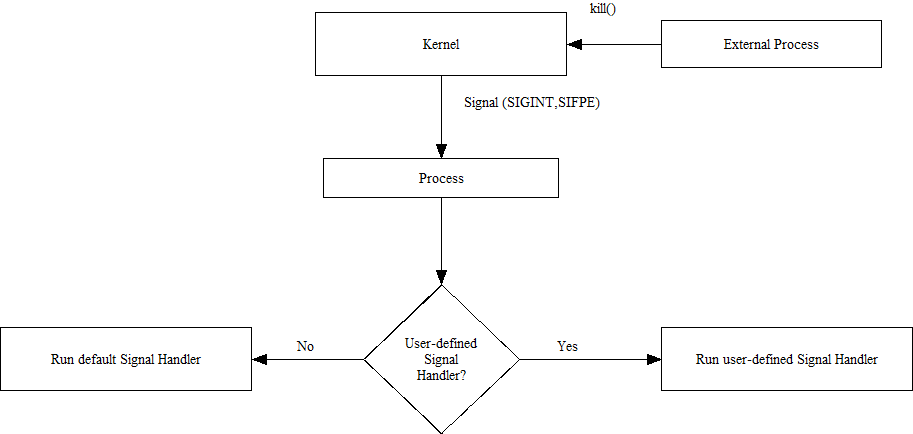 kill()
Kernel
External Process
Signal (SIGINT,SIFPE)
Process
User-defined
Signal
Handler?
No
Yes
Run default Signal Handler
Run user-defined Signal Handler